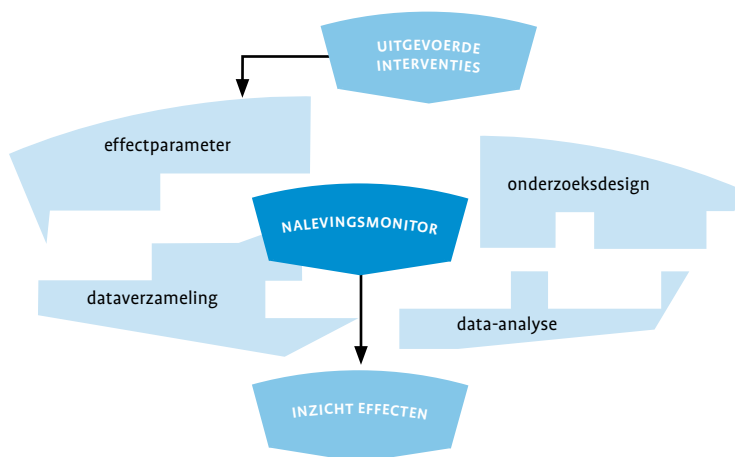 UITGEVOERDE
INTERVENTIES
effectparameter
onderzoeksdesign
NALEVINGSMONITOR
dataverzameling
data-analyse
INZICHT EFFECTEN